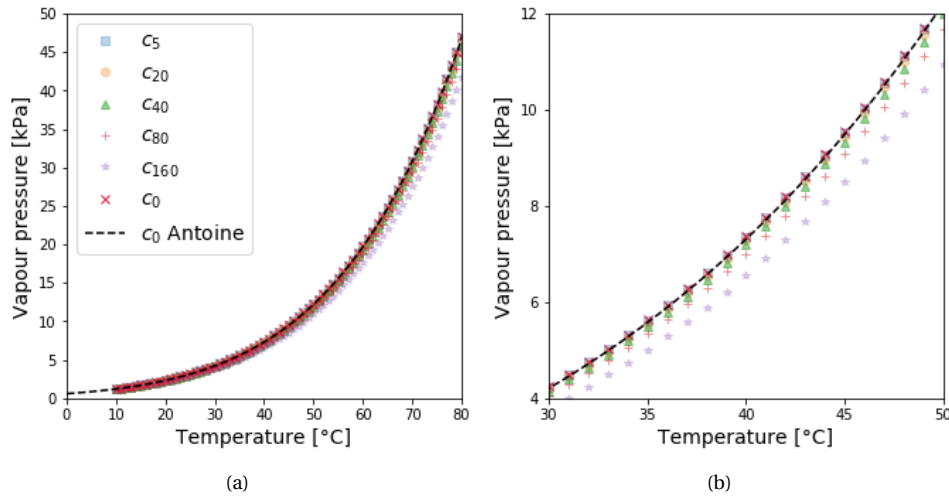 50
45
40
35
30
25
20
15
10
5
0
Vapour pressure [kPa]
c5
c20
c40
c80
c160
c0
c0 Antoine
0 10 20 30 40 50 60 70 80
Temperature [°C]
(a)
12
10
8
6
4
Vapour pressure [kPa]
30 35 40 45 50
Temperature [°C]
(b)